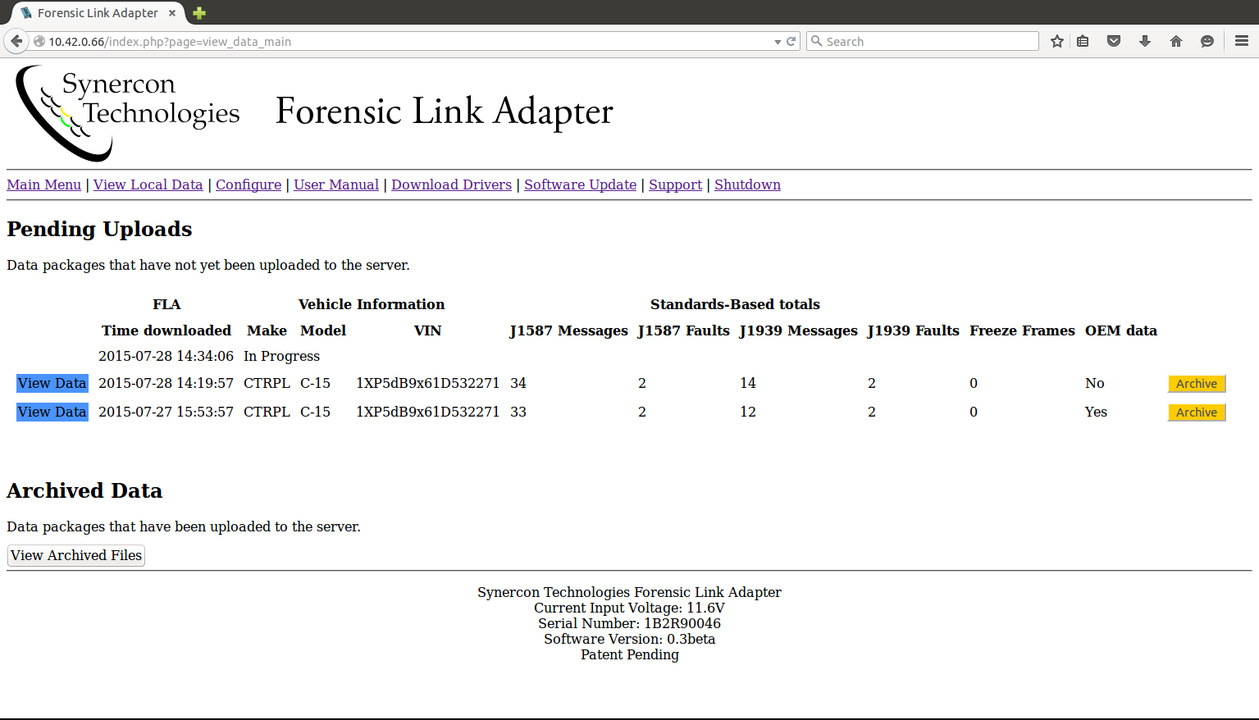 Forensic Link Adapter
10.42.0.66/index.php?page=view_data_main
Search
Synercon
Technologies
Forensic Link Adapter
Main Menu | View Local Data | Configure | User Manual | Download Drivers | Software Update | Support | Shutdown
Pending Uploads
Data packages that have not yet been uploaded to the server.
FLA Vehicle Information Standards-Based totals
Time downloaded Make Model VIN J1587 Messages J1587 Faults J1939 Messages J1939 Faults Freeze Frames OEM data
2015-07-28 14:34:06 In Progress
View Data 2015-07-28 14:19:57 CTRPL C-15 1XP5dB9x61D532271 34 2 14 2 0 No Archive
View Data 2015-07-27 15:53:57 CTRPL C-15 1XP5dB9x61D532271 33 2 12 2 0 Yes Archive
Archived Data
Data packages that have been uploaded to the server.
View Archived Files
Synercon Technologies Forensic Link Adapter
Current Input Voltage: 11.6V
Serial Number: 1B2R90046
Software Version: 0.3beta
Patent Pending